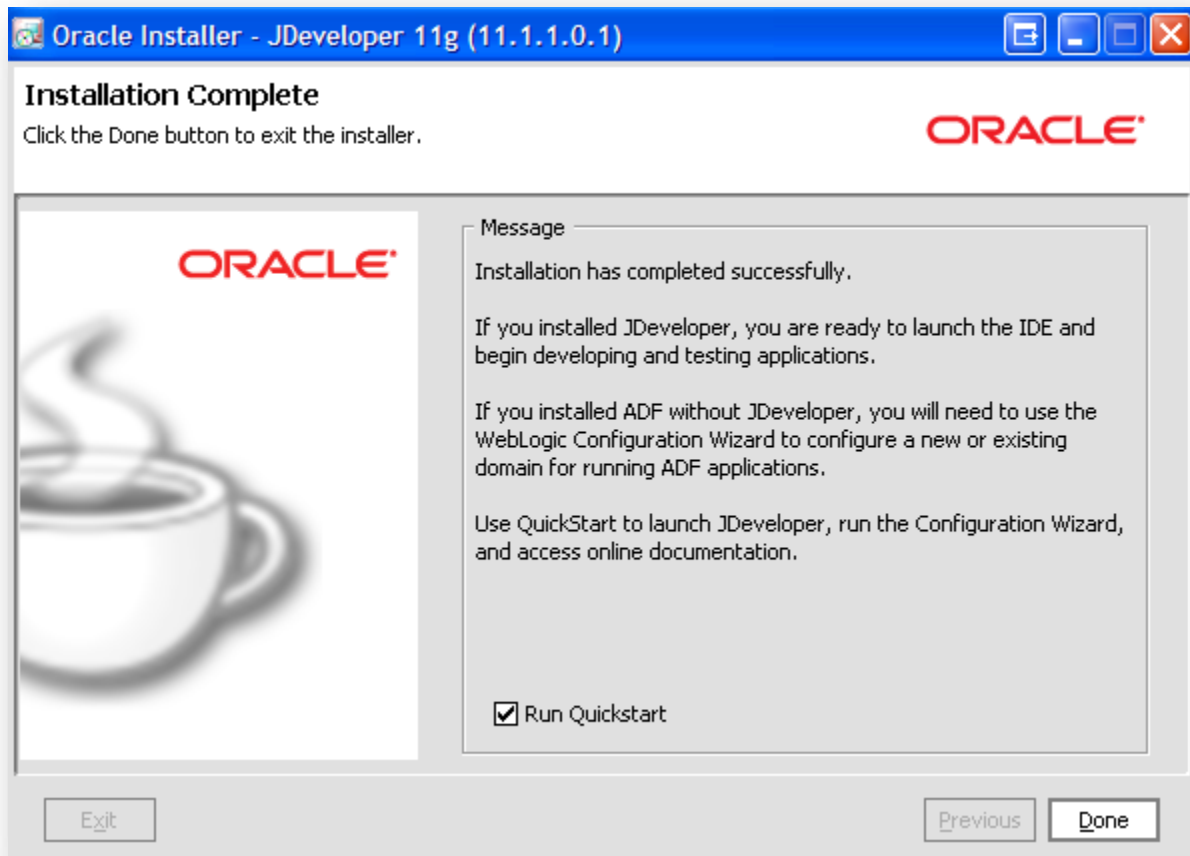 Oracle Installer - JDeveloper 11g (11.1.1.0.1)
Installation Complete
Click the Done button to exit the installer.
ORACLE
ORACLE
Message
Installation has completed successfully.
If you installed JDeveloper, you are ready to launch the IDE and
begin developing and testing applications.
If you installed ADF without JDeveloper, you will need to use the
WebLogic Configuration Wizard to configure a new or existing
domain for running ADF applications.
Use QuickStart to launch JDeveloper, run the Configuration Wizard,
and access online documentation.
Run Quickstart
Exit
Previous
Done